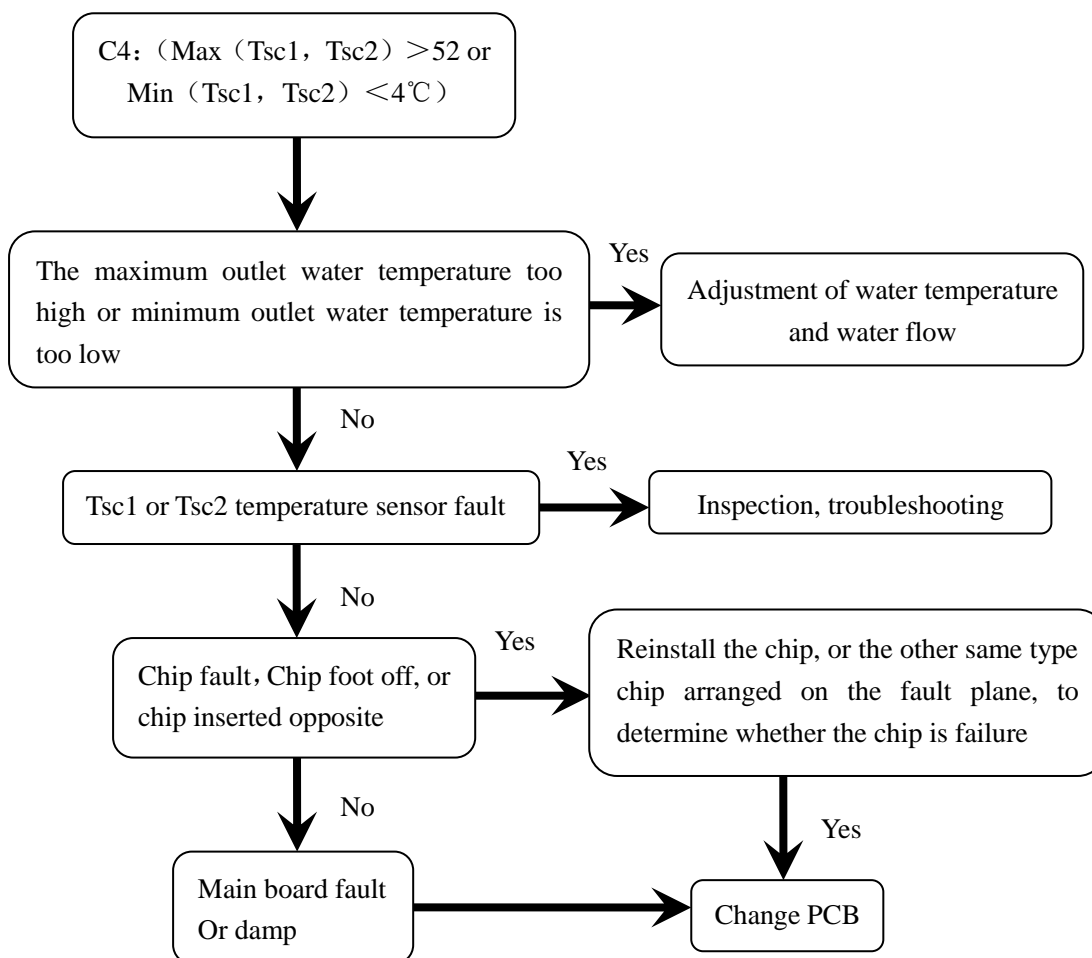 C4：（Max（Tsc1，Tsc2）＞52 or
Min（Tsc1，Tsc2）＜4℃）
The maximum outlet water temperature too
high or minimum outlet water temperature is
too low
Yes
Adjustment of water temperature
and water flow
No
Tsc1 or Tsc2 temperature sensor fault
Yes
Inspection, troubleshooting
No
Chip fault，Chip foot off, or
chip inserted opposite
Yes
Reinstall the chip, or the other same type
chip arranged on the fault plane, to
determine whether the chip is failure
No
Yes
Main board fault
Or damp
Change PCB